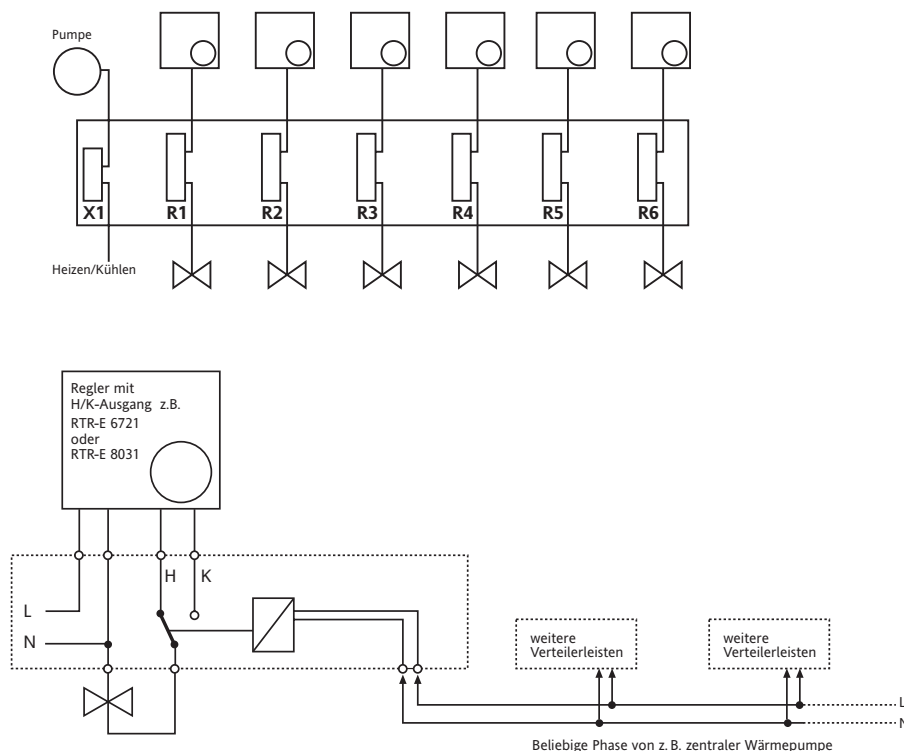 Pumpe
X1 R1 R2 R3 R4 R5 R6
Heizen/Kühlen
Regler mit
H/K-Ausgang z.B.
RTR-E 6721
oder
RTR-E 8031
H K
L
N
weitere
Verteilerleisten
weitere
Verteilerleisten
L
N
Beliebige Phase von z. B. zentraler Wärmepumpe